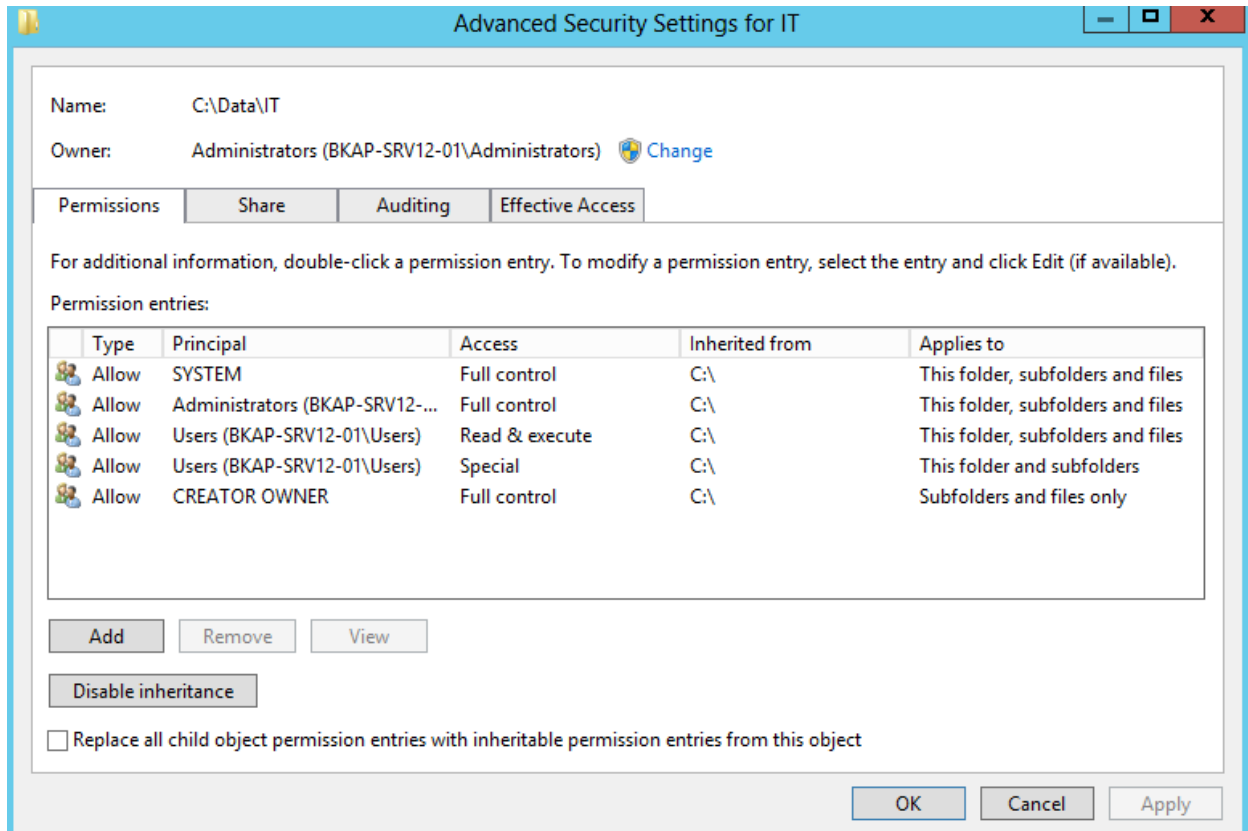 Advanced Security Settings for IT
Name: C:\Data\IT
Owner: Administrators (BKAP-SRV12-01\Administrators) Change
Permissions Share Auditing Effective Access
For additional information, double-click a permission entry. To modify a permission entry, select the entry and click Edit (if available).
Permission entries:
Type Principal Access Inherited from Applies to
Allow SYSTEM Full control C:\ This folder, subfolders and files
Allow Administrators (BKAP-SRV12-... Full control C:\ This folder, subfolders and files
Allow Users (BKAP-SRV12-01\Users) Read & execute C:\ This folder, subfolders and files
Allow Users (BKAP-SRV12-01\Users) Special C:\ This folder and subfolders
Allow CREATOR OWNER Full control C:\ Subfolders and files only
Add Remove View
Disable inheritance
Replace all child object permission entries with inheritable permission entries from this object
OK Cancel Apply